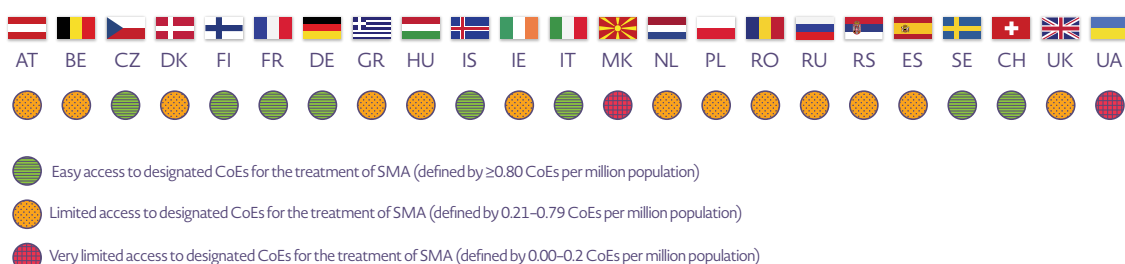 AT BE CZ DK FI FR DE GR HU IS IE IT MK NL PL RO RU RS ES SE CH UK UA
Easy access to designated CoEs for the treatment of SMA (defined by ≥0.80 CoEs per million population)
Limited access to designated CoEs for the treatment of SMA (defined by 0.21–0.79 CoEs per million population)
Very limited access to designated CoEs for the treatment of SMA (defined by 0.00–0.2 CoEs per million population)